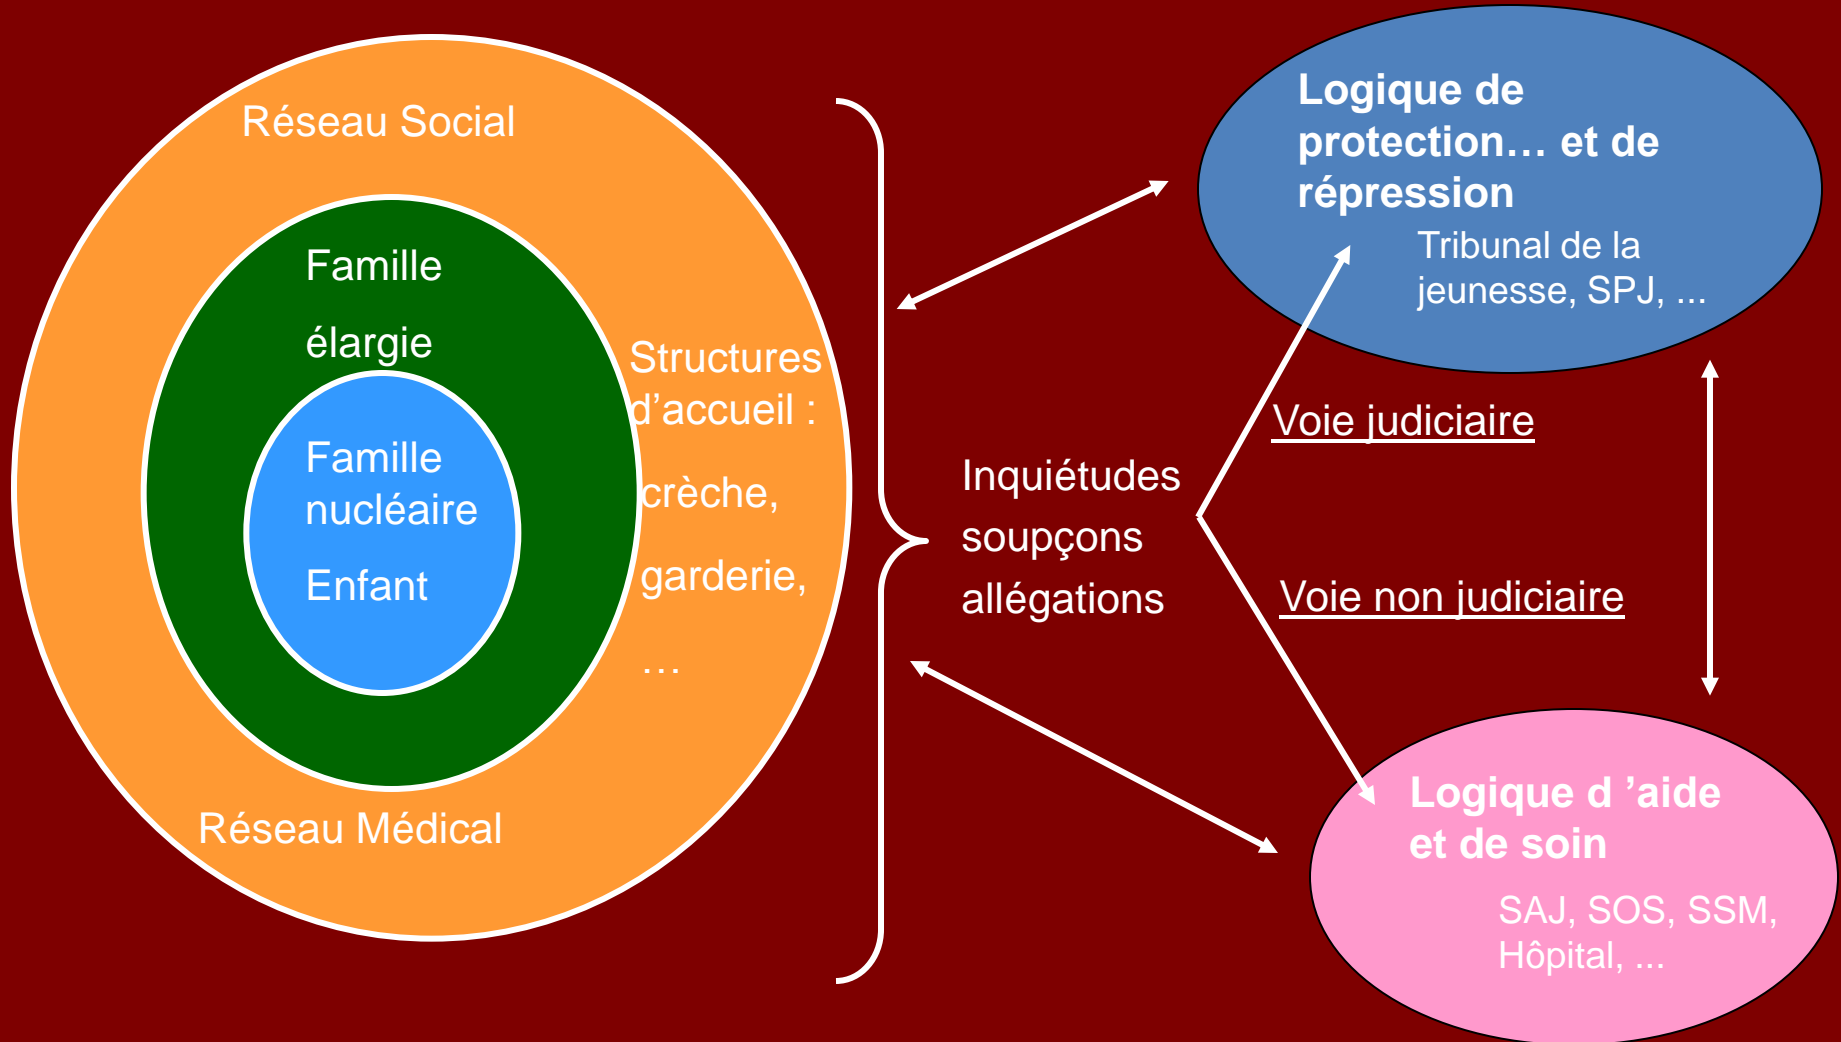 Réseau Social
Famille
élargie
Famille
nucléaire
Enfant
Structures
d’accueil :
crèche,
garderie,
…
Réseau Médical
Inquiétudes
soupçons
allégations
Logique de
protection… et de
répression
Tribunal de la
jeunesse, SPJ, ...
Voie judiciaire
Voie non judiciaire
Logique d ’aide
et de soin
SAJ, SOS, SSM,
Hôpital, ...